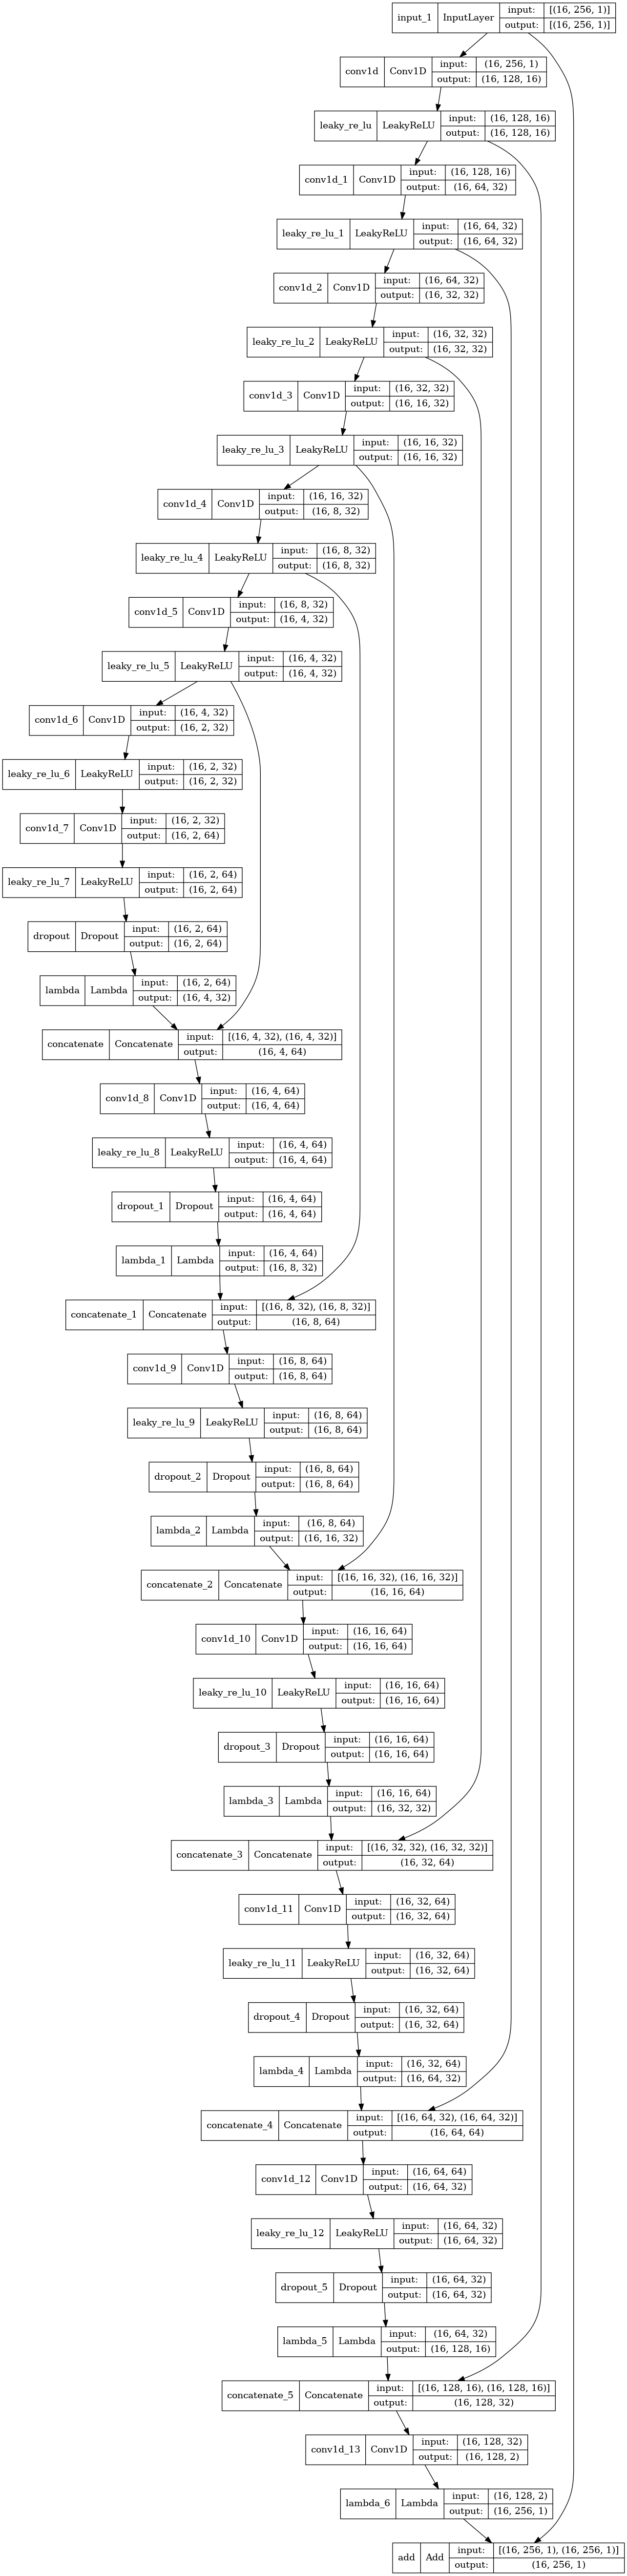 input_1 InputLayer input: [(16, 256, 1)]
output: [(16, 256, 1)]
conv1d Conv1D input: (16, 256, 1)
output: (16, 128, 16)
leaky_re_lu LeakyReLU input: (16, 128, 16)
output: (16, 128, 16)
conv1d_1 Conv1D input: (16, 128, 16)
output: (16, 64, 32)
leaky_re_lu_1 LeakyReLU input: (16, 64, 32)
output: (16, 64, 32)
conv1d_2 Conv1D input: (16, 64, 32)
output: (16, 32, 32)
leaky_re_lu_2 LeakyReLU input: (16, 32, 32)
output: (16, 32, 32)
conv1d_3 Conv1D input: (16, 32, 32)
output: (16, 16, 32)
leaky_re_lu_3 LeakyReLU input: (16, 16, 32)
output: (16, 16, 32)
conv1d_4 Conv1D input: (16, 16, 32)
output: (16, 8, 32)
leaky_re_lu_4 LeakyReLU input: (16, 8, 32)
output: (16, 8, 32)
conv1d_5 Conv1D input: (16, 8, 32)
output: (16, 4, 32)
leaky_re_lu_5 LeakyReLU input: (16, 4, 32)
output: (16, 4, 32)
conv1d_6 Conv1D input: (16, 4, 32)
output: (16, 2, 32)
leaky_re_lu_6 LeakyReLU input: (16, 2, 32)
output: (16, 2, 32)
conv1d_7 Conv1D input: (16, 2, 32)
output: (16, 2, 64)
leaky_re_lu_7 LeakyReLU input: (16, 2, 64)
output: (16, 2, 64)
dropout Dropout input: (16, 2, 64)
output: (16, 2, 64)
lambda Lambda input: (16, 2, 64)
output: (16, 4, 32)
concatenate Concatenate input: [(16, 4, 32), (16, 4, 32)]
output: (16, 4, 64)
conv1d_8 Conv1D input: (16, 4, 64)
output: (16, 4, 64)
leaky_re_lu_8 LeakyReLU input: (16, 4, 64)
output: (16, 4, 64)
dropout_1 Dropout input: (16, 4, 64)
output: (16, 4, 64)
lambda_1 Lambda input: (16, 4, 64)
output: (16, 8, 32)
concatenate_1 Concatenate input: [(16, 8, 32), (16, 8, 32)]
output: (16, 8, 64)
conv1d_9 Conv1D input: (16, 8, 64)
output: (16, 8, 64)
leaky_re_lu_9 LeakyReLU input: (16, 8, 64)
output: (16, 8, 64)
dropout_2 Dropout input: (16, 8, 64)
output: (16, 8, 64)
lambda_2 Lambda input: (16, 8, 64)
output: (16, 16, 32)
concatenate_2 Concatenate input: [(16, 16, 32), (16, 16, 32)]
output: (16, 16, 64)
conv1d_10 Conv1D input: (16, 16, 64)
output: (16, 16, 64)
leaky_re_lu_10 LeakyReLU input: (16, 16, 64)
output: (16, 16, 64)
dropout_3 Dropout input: (16, 16, 64)
output: (16, 16, 64)
lambda_3 Lambda input: (16, 16, 64)
output: (16, 32, 32)
concatenate_3 Concatenate input: [(16, 32, 32), (16, 32, 32)]
output: (16, 32, 64)
conv1d_11 Conv1D input: (16, 32, 64)
output: (16, 32, 64)
leaky_re_lu_11 LeakyReLU input: (16, 32, 64)
output: (16, 32, 64)
dropout_4 Dropout input: (16, 32, 64)
output: (16, 32, 64)
lambda_4 Lambda input: (16, 32, 64)
output: (16, 64, 32)
concatenate_4 Concatenate input: [(16, 64, 32), (16, 64, 32)]
output: (16, 64, 64)
conv1d_12 Conv1D input: (16, 64, 64)
output: (16, 64, 32)
leaky_re_lu_12 LeakyReLU input: (16, 64, 32)
output: (16, 64, 32)
dropout_5 Dropout input: (16, 64, 32)
output: (16, 64, 32)
lambda_5 Lambda input: (16, 64, 32)
output: (16, 128, 16)
concatenate_5 Concatenate input: [(16, 128, 16), (16, 128, 16)]
output: (16, 128, 32)
conv1d_13 Conv1D input: (16, 128, 32)
output: (16, 128, 2)
lambda_6 Lambda input: (16, 128, 2)
output: (16, 256, 1)
add Add input: [(16, 256, 1), (16, 256, 1)]
output: (16, 256, 1)